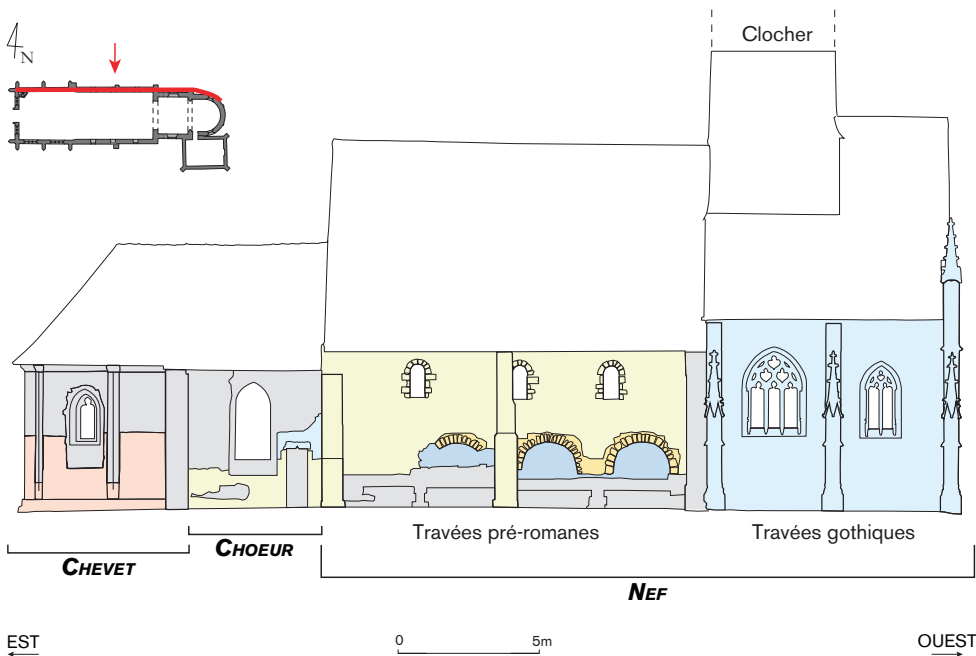 N
Clocher
Travées pré-romanes
Travées gothiques
CHEVET
CHOEUR
NEF
EST
0 5m
OUEST